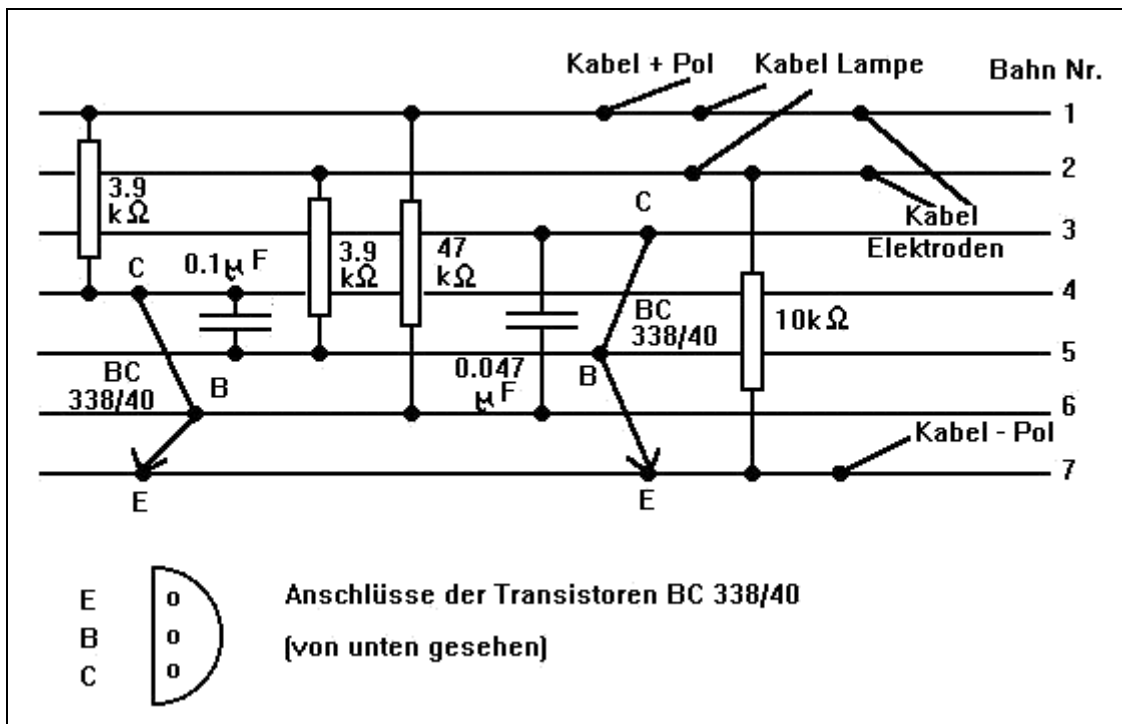 Kabel + Pol
Kabel Lampe
Bahn Nr.
1
2
3.9
kΩ
C
Kabel
Elektroden
3
C
0.1 µF
3.9
kΩ
47
kΩ
4
BC
338/40
10kΩ
BC
338/40
B
0.047
µF
B
5
6
Kabel - Pol
7
E
E
E
B
C
o
o
o
Anschlüsse der Transistoren BC 338/40
(von unten gesehen)